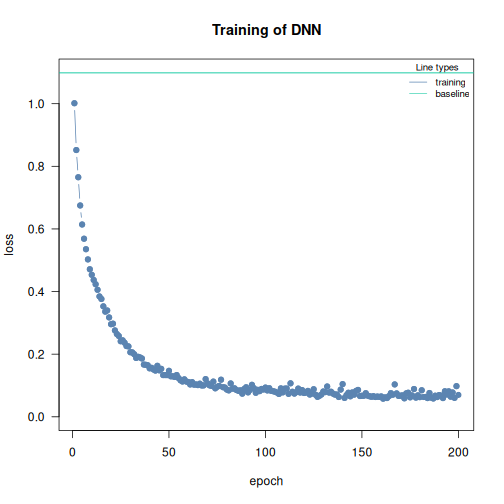 Training of DNN
Line types
training
baseline
loss
1.0
0.8
0.6
0.4
0.2
0.0
0 50 100 150 200
epoch